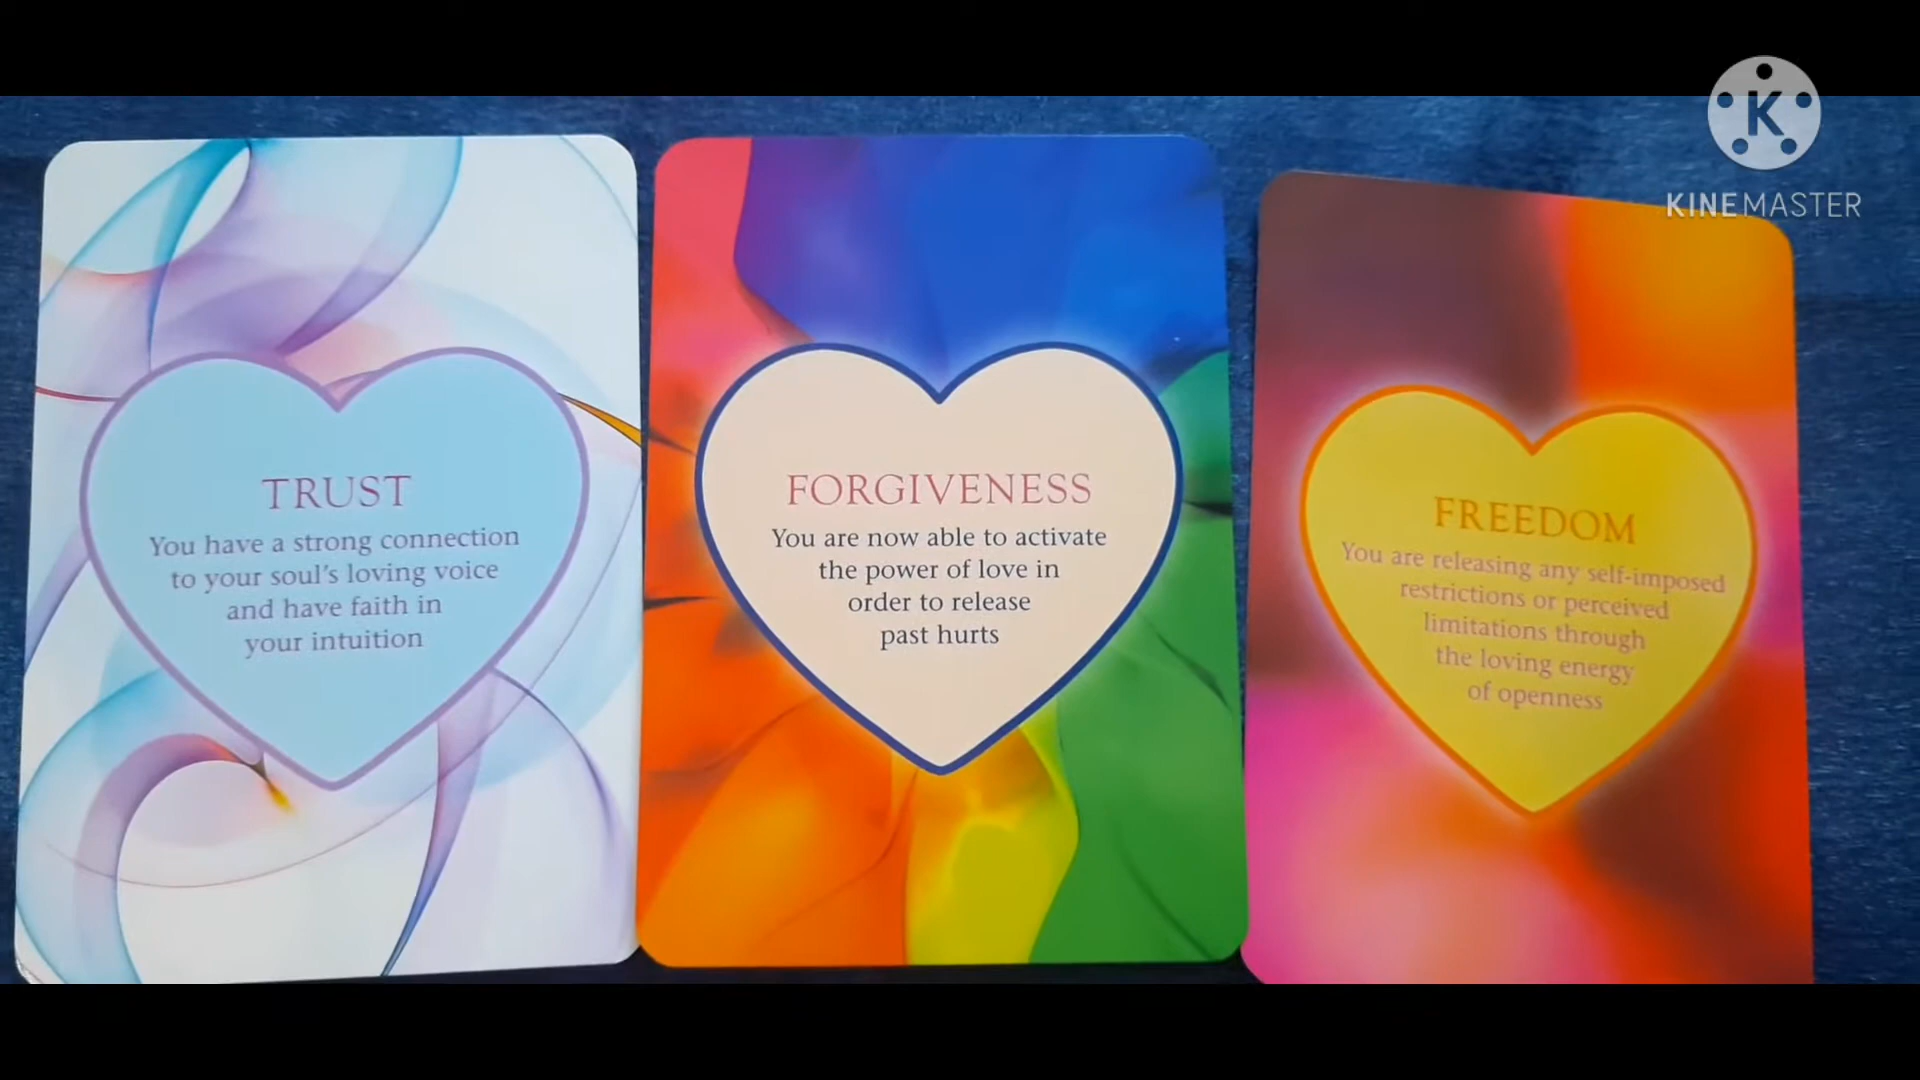 TRUST
You have a strong connection
to your soul's loving voice
and have faith in
your intuition
FORGIVENESS
You are now able to activate
the power of love in
order to release
past hurts
FREEDOM
You are releasing any self-imposed
restrictions or perceived
limitations through
the loving energy
of openness
K
KINEMASTER